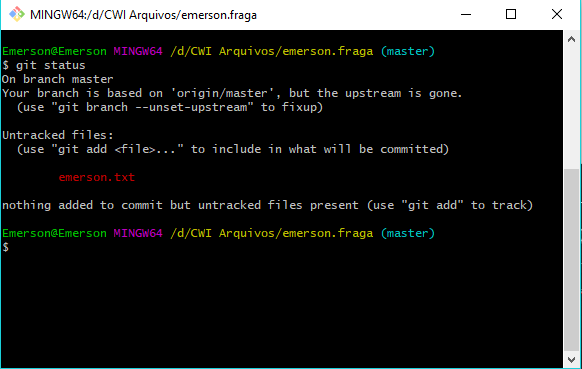 MINGW64:/d/CWI Arquivos/emerson.fraga
Emerson@Emerson MINGW64 /d/CWI Arquivos/emerson.fraga (master)
$ git status
On branch master
Your branch is based on 'origin/master', but the upstream is gone.
  (use "git branch --unset-upstream" to fixup)
Untracked files:
  (use "git add <file>..." to include in what will be committed)
        emerson.txt
nothing added to commit but untracked files present (use "git add" to track)
Emerson@Emerson MINGW64 /d/CWI Arquivos/emerson.fraga (master)
$